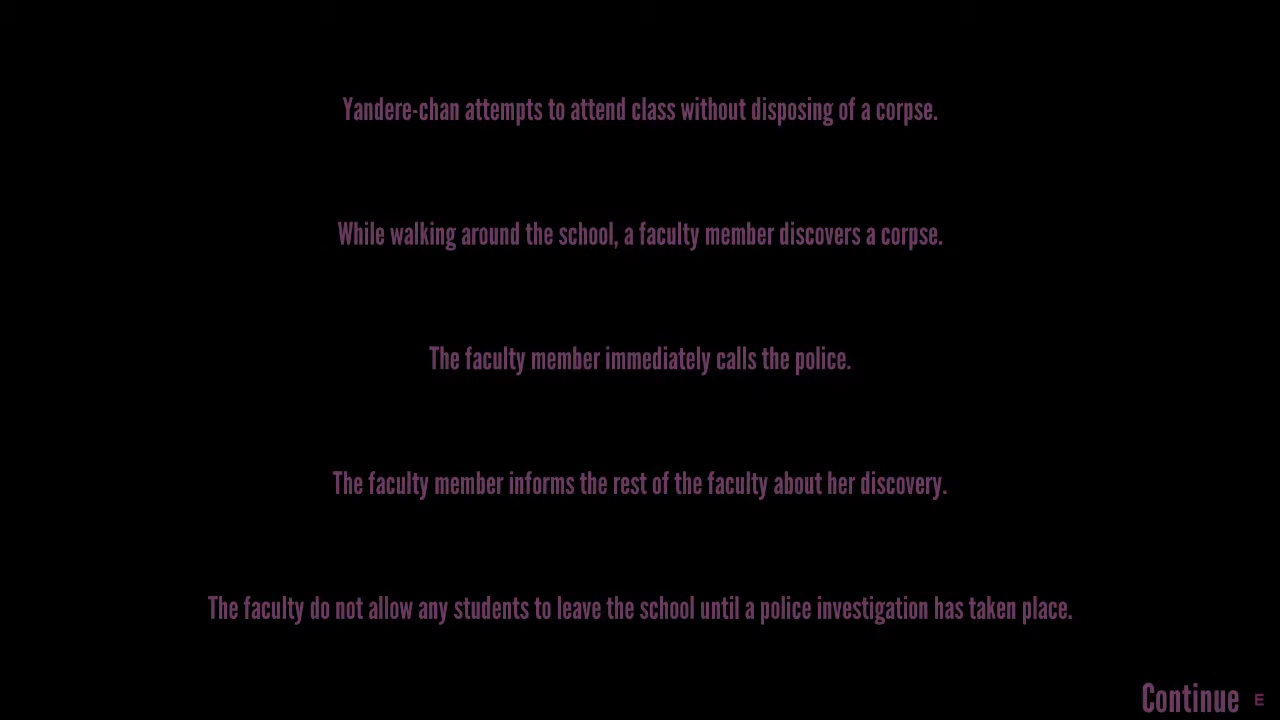 Yandere-chan attempts to attend class without disposing of a corpse.
While walking around the school, a faculty member discovers a corpse.
The faculty member immediately calls the police.
The faculty member informs the rest of the faculty about her discovery.
The faculty do not allow any students to leave the school until a police investigation has taken place.
Continue E